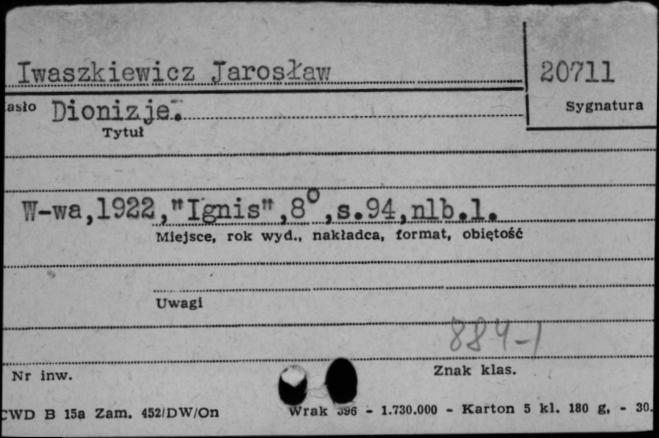 Iwaszkiewicz Jarosław
20711
asło Dionizje.
Sygnatura
Tytuł
W-wa,1922,"Ignis",8°,s.94,nlb.1.
Miejsce, rok wyd., nakładca, format, obiętość
Uwagi
884-1
Nr inw.
Znak klas.
CWD B 15a Zam. 452/DW/On Wrak 396 - 1.730.000 - Karton 5 kl. 180 g. - 30.